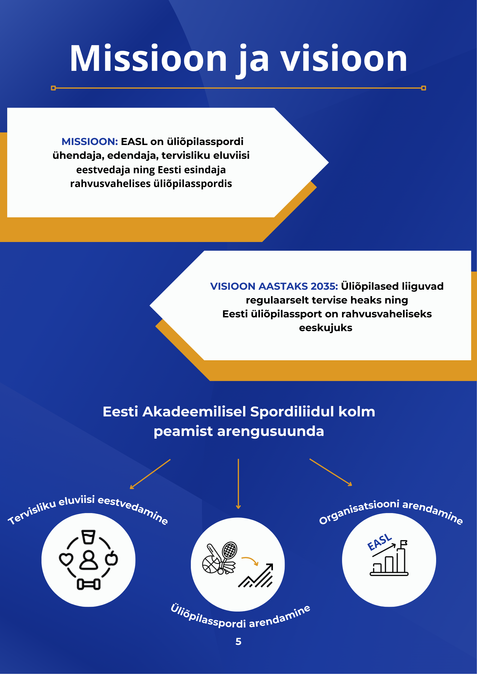 Missioon ja visioon
MISSIOON: EASL on üliõpilasspordi
ühendaja, edendaja, tervisliku eluviisi
eestvedaja ning Eesti esindaja
rahvusvahelises üliõpilasspordis
VISIOON AASTAKS 2035: Üliõpilased liiguvad
regulaarselt tervise heaks ning
Eesti üliõpilassport on rahvusvaheliseks
eeskujuks
Eesti Akadeemilisel Spordiliidul kolm
peamist arengusuunda
Tervisliku eluviisi eestvedamine
Üliõpilasspordi arendamine
Organisatsiooni arendamine
EASL
5